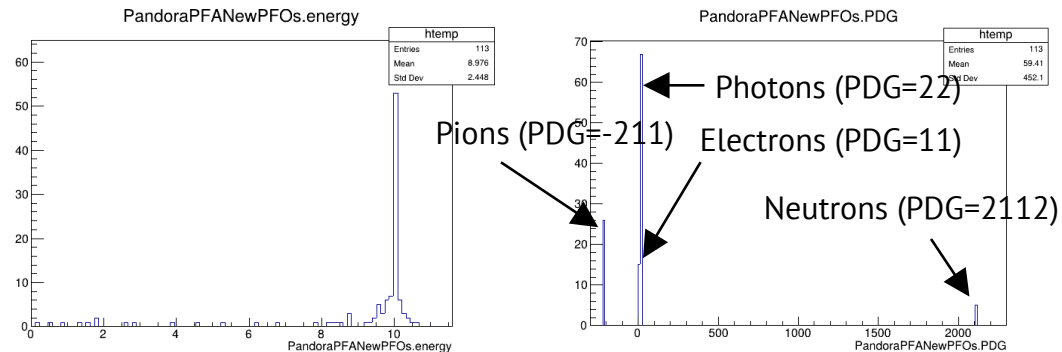 PandoraPFANewPFOs.energy
htemp
Entries 113
Mean 8.976
Std Dev 2.448
60
50
40
30
20
10
0
0 2 4 6 8 10
PandoraPFANewPFOs.energy
PandoraPFANewPFOs.PDG
htemp
Entries 113
Mean 59.41
Std Dev 452.1
70
60
50
40
30
20
10
0
0 500 1000 1500 2000
PandoraPFANewPFOs.PDG
Photons (PDG=22)
Pions (PDG=-211)
Electrons (PDG=11)
Neutrons (PDG=2112)